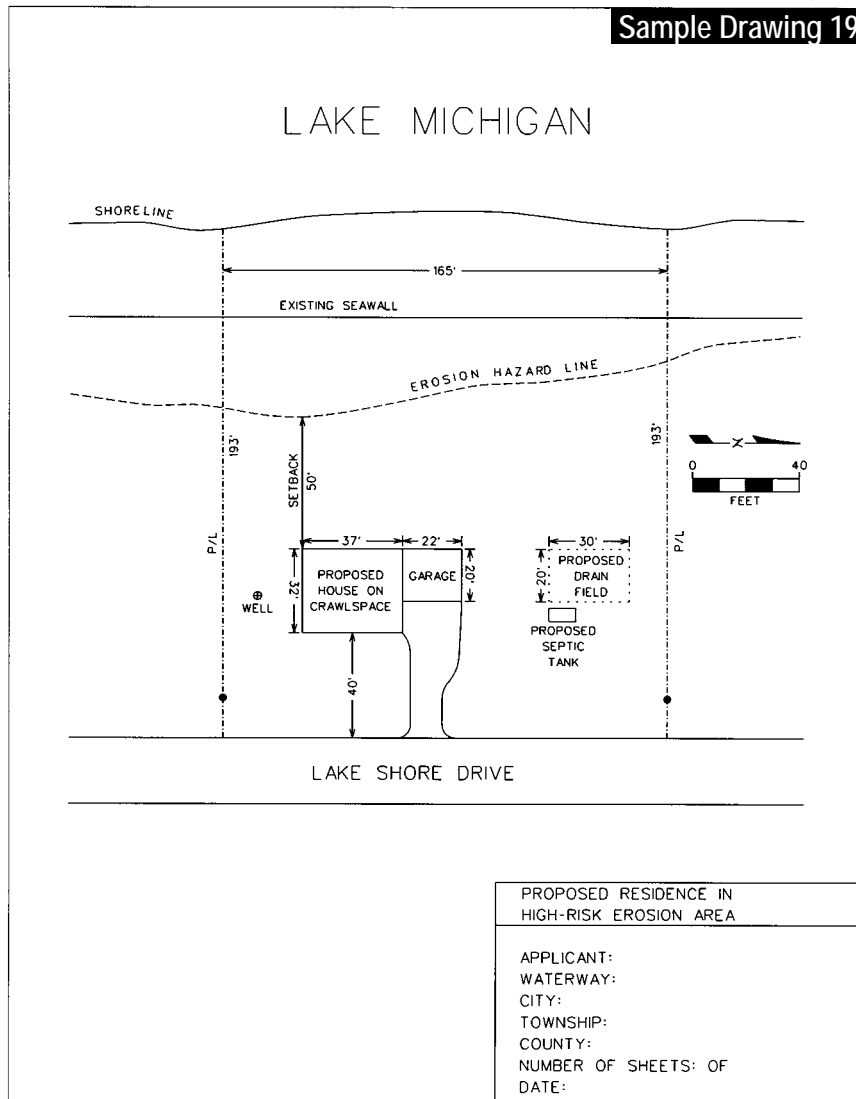 Sample Drawing 19
LAKE MICHIGAN
SHORELINE
165'
EXISTING SEAWALL
EROSION HAZARD LINE
193'
193'
SETBACK
50'
N
0 40
FEET
P/L
P/L
37'
22'
30'
32'
PROPOSED
HOUSE ON
CRAWLSPACE
GARAGE
20'
20'
PROPOSED
DRAIN
FIELD
WELL
PROPOSED
SEPTIC
TANK
40'
LAKE SHORE DRIVE
PROPOSED RESIDENCE IN
HIGH-RISK EROSION AREA
APPLICANT:
WATERWAY:
CITY:
TOWNSHIP:
COUNTY:
NUMBER OF SHEETS: OF
DATE: